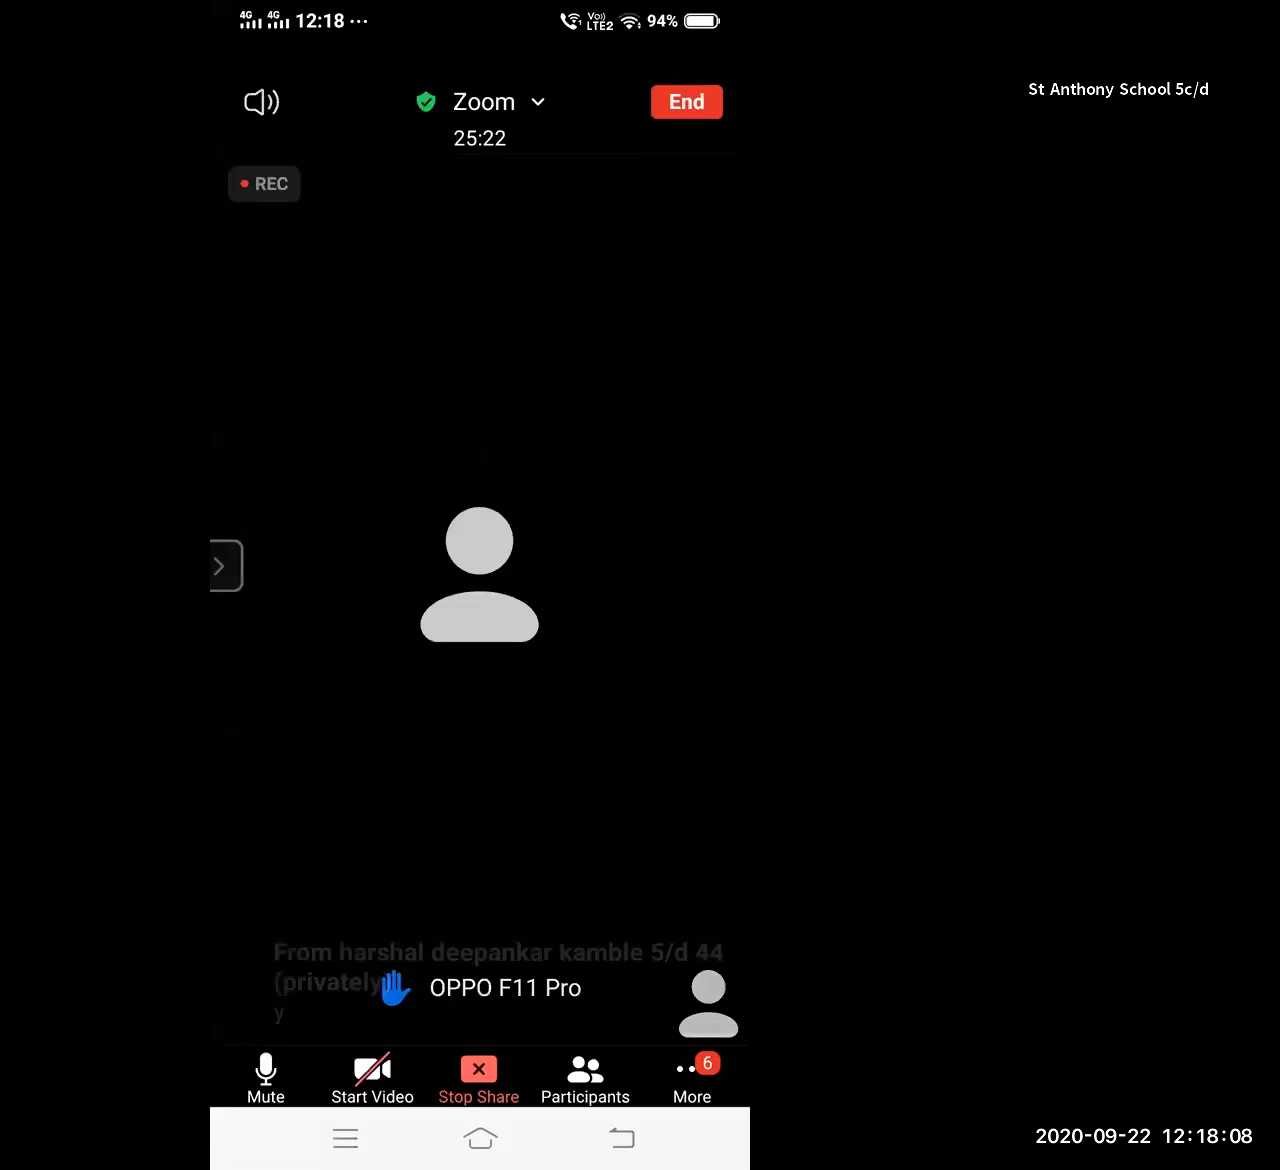 4G 4G 12:18 ... Vo) LTE2 94%
St Anthony School 5c/d
Zoom End
25:22
REC
From harshal deepankar kamble 5/d 44
(privately
OPPO F11 Pro
y
6
Mute Start Video Stop Share Participants More
2020-09-22 12:18:08